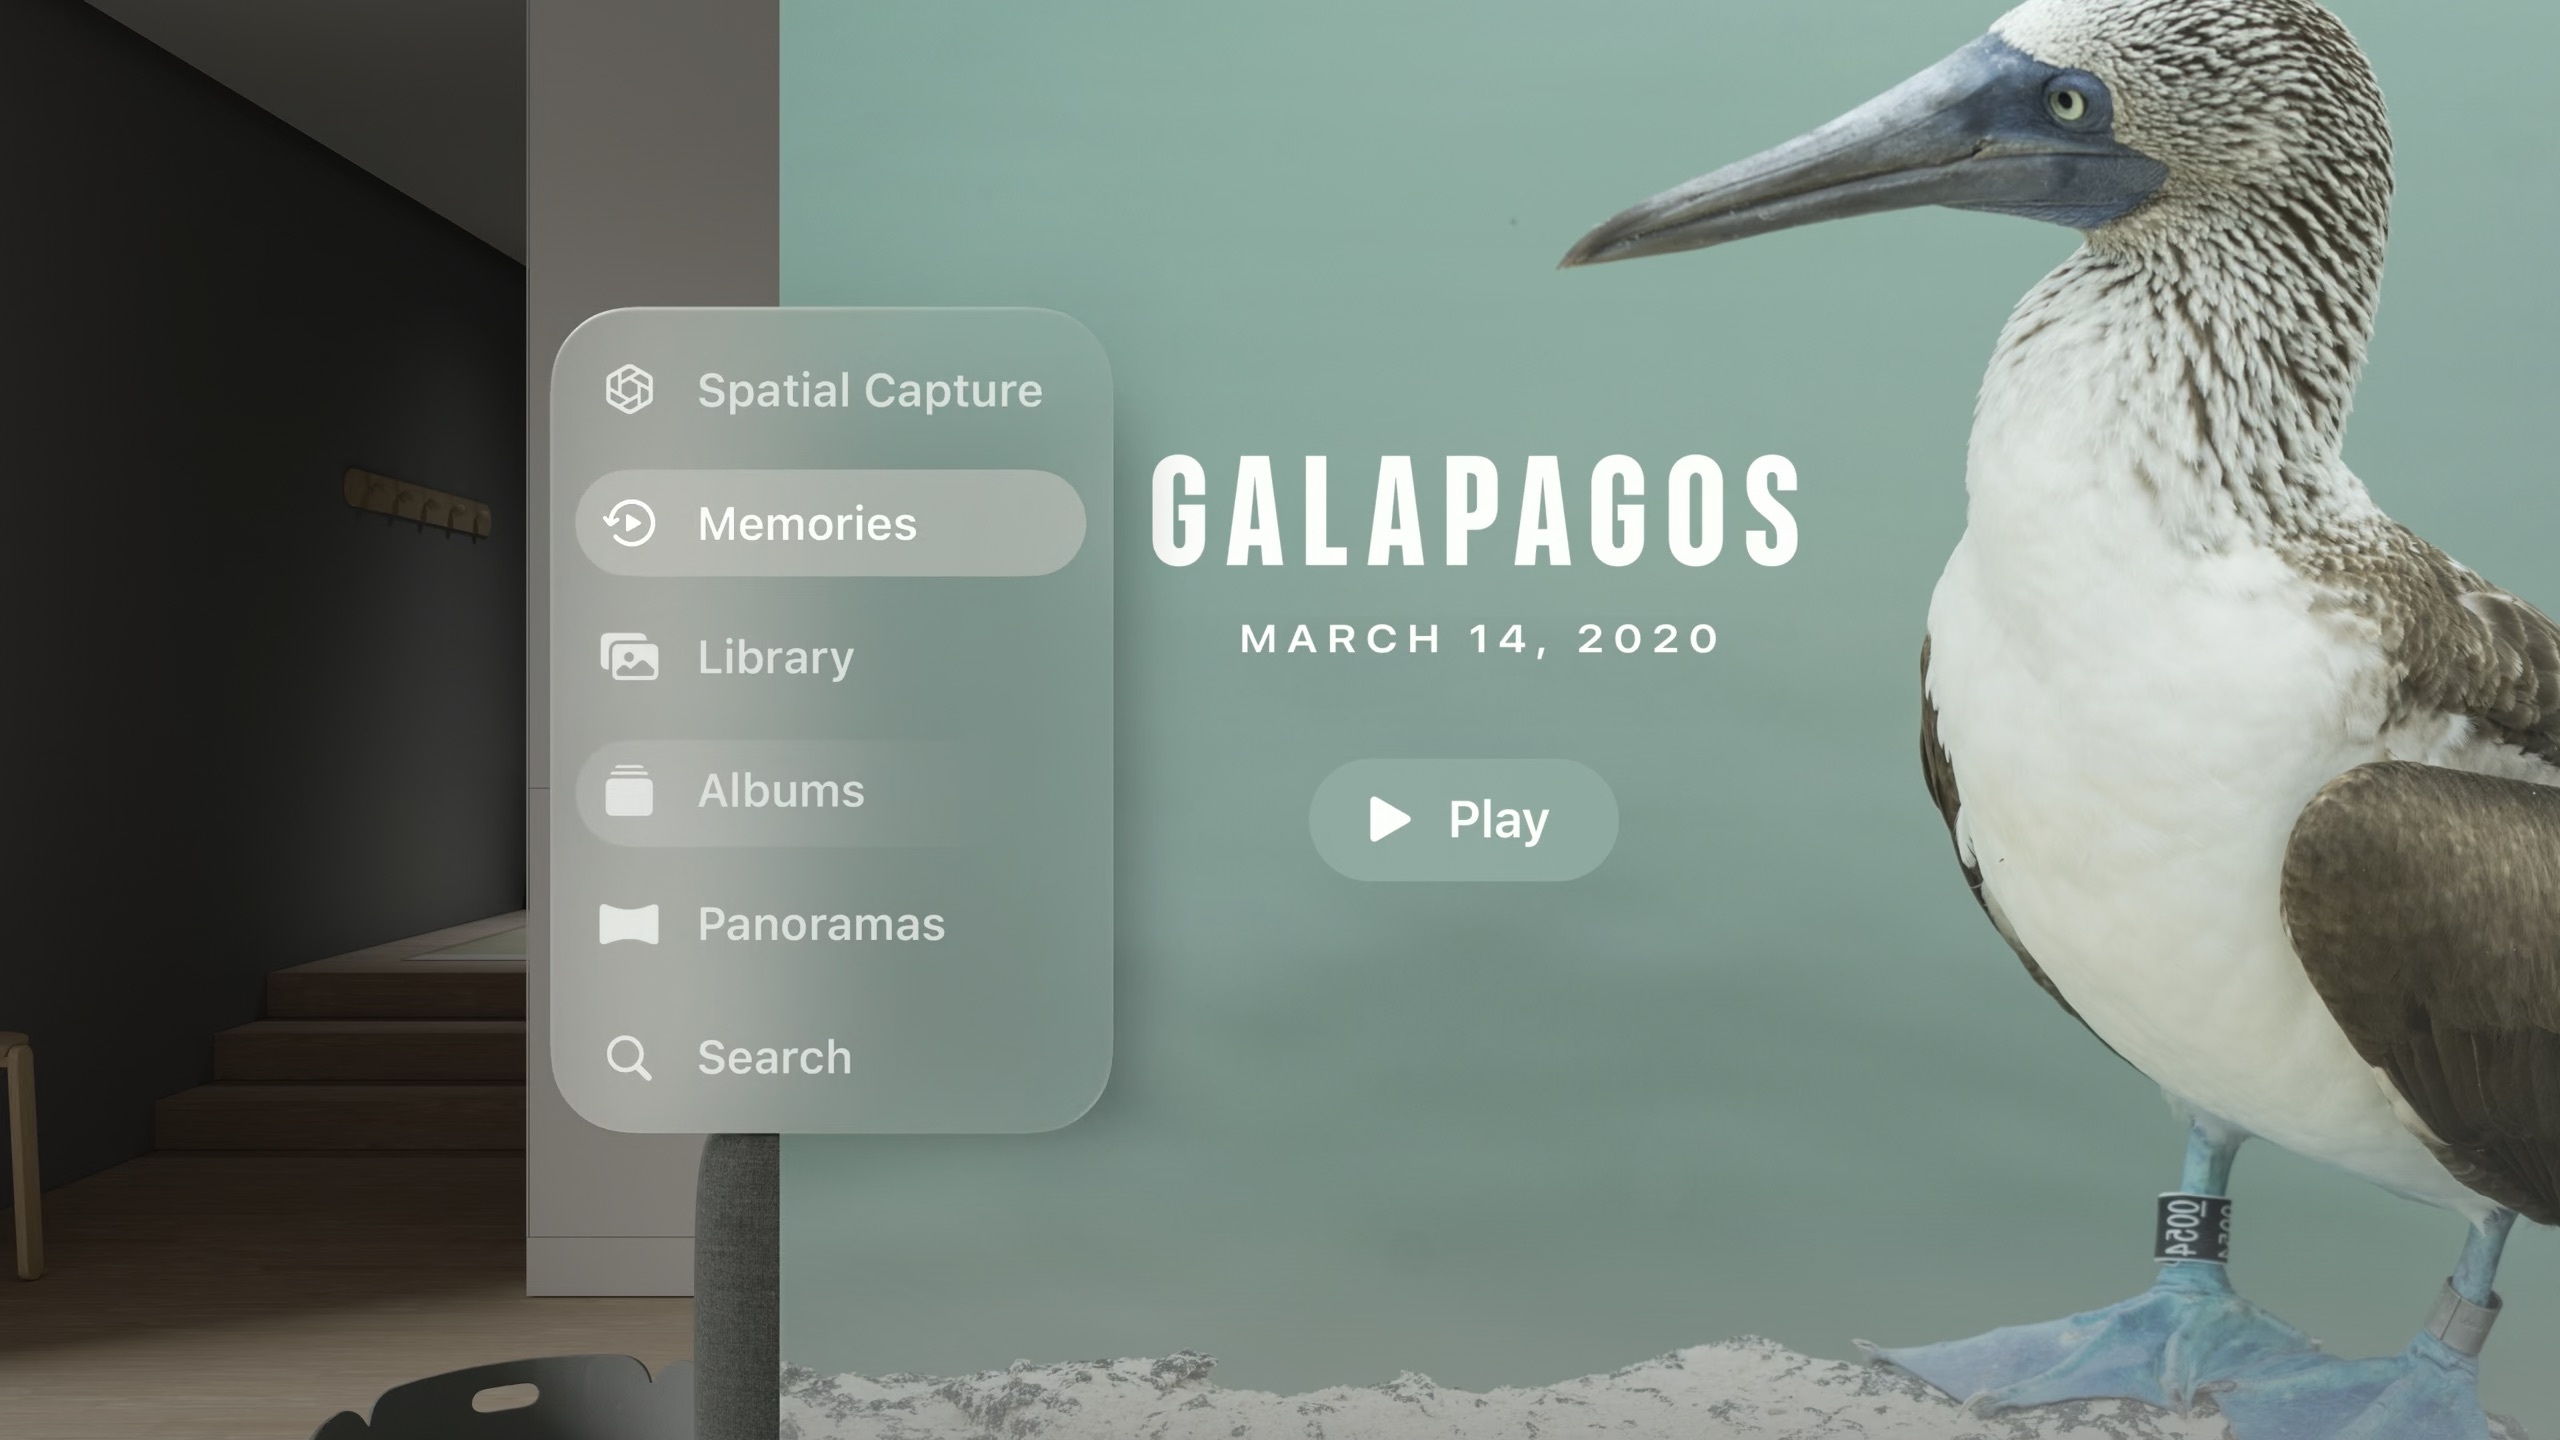 Spatial Capture
Memories
Library
Albums
Panoramas
Search
GALAPAGOS
MARCH 14, 2020
Play